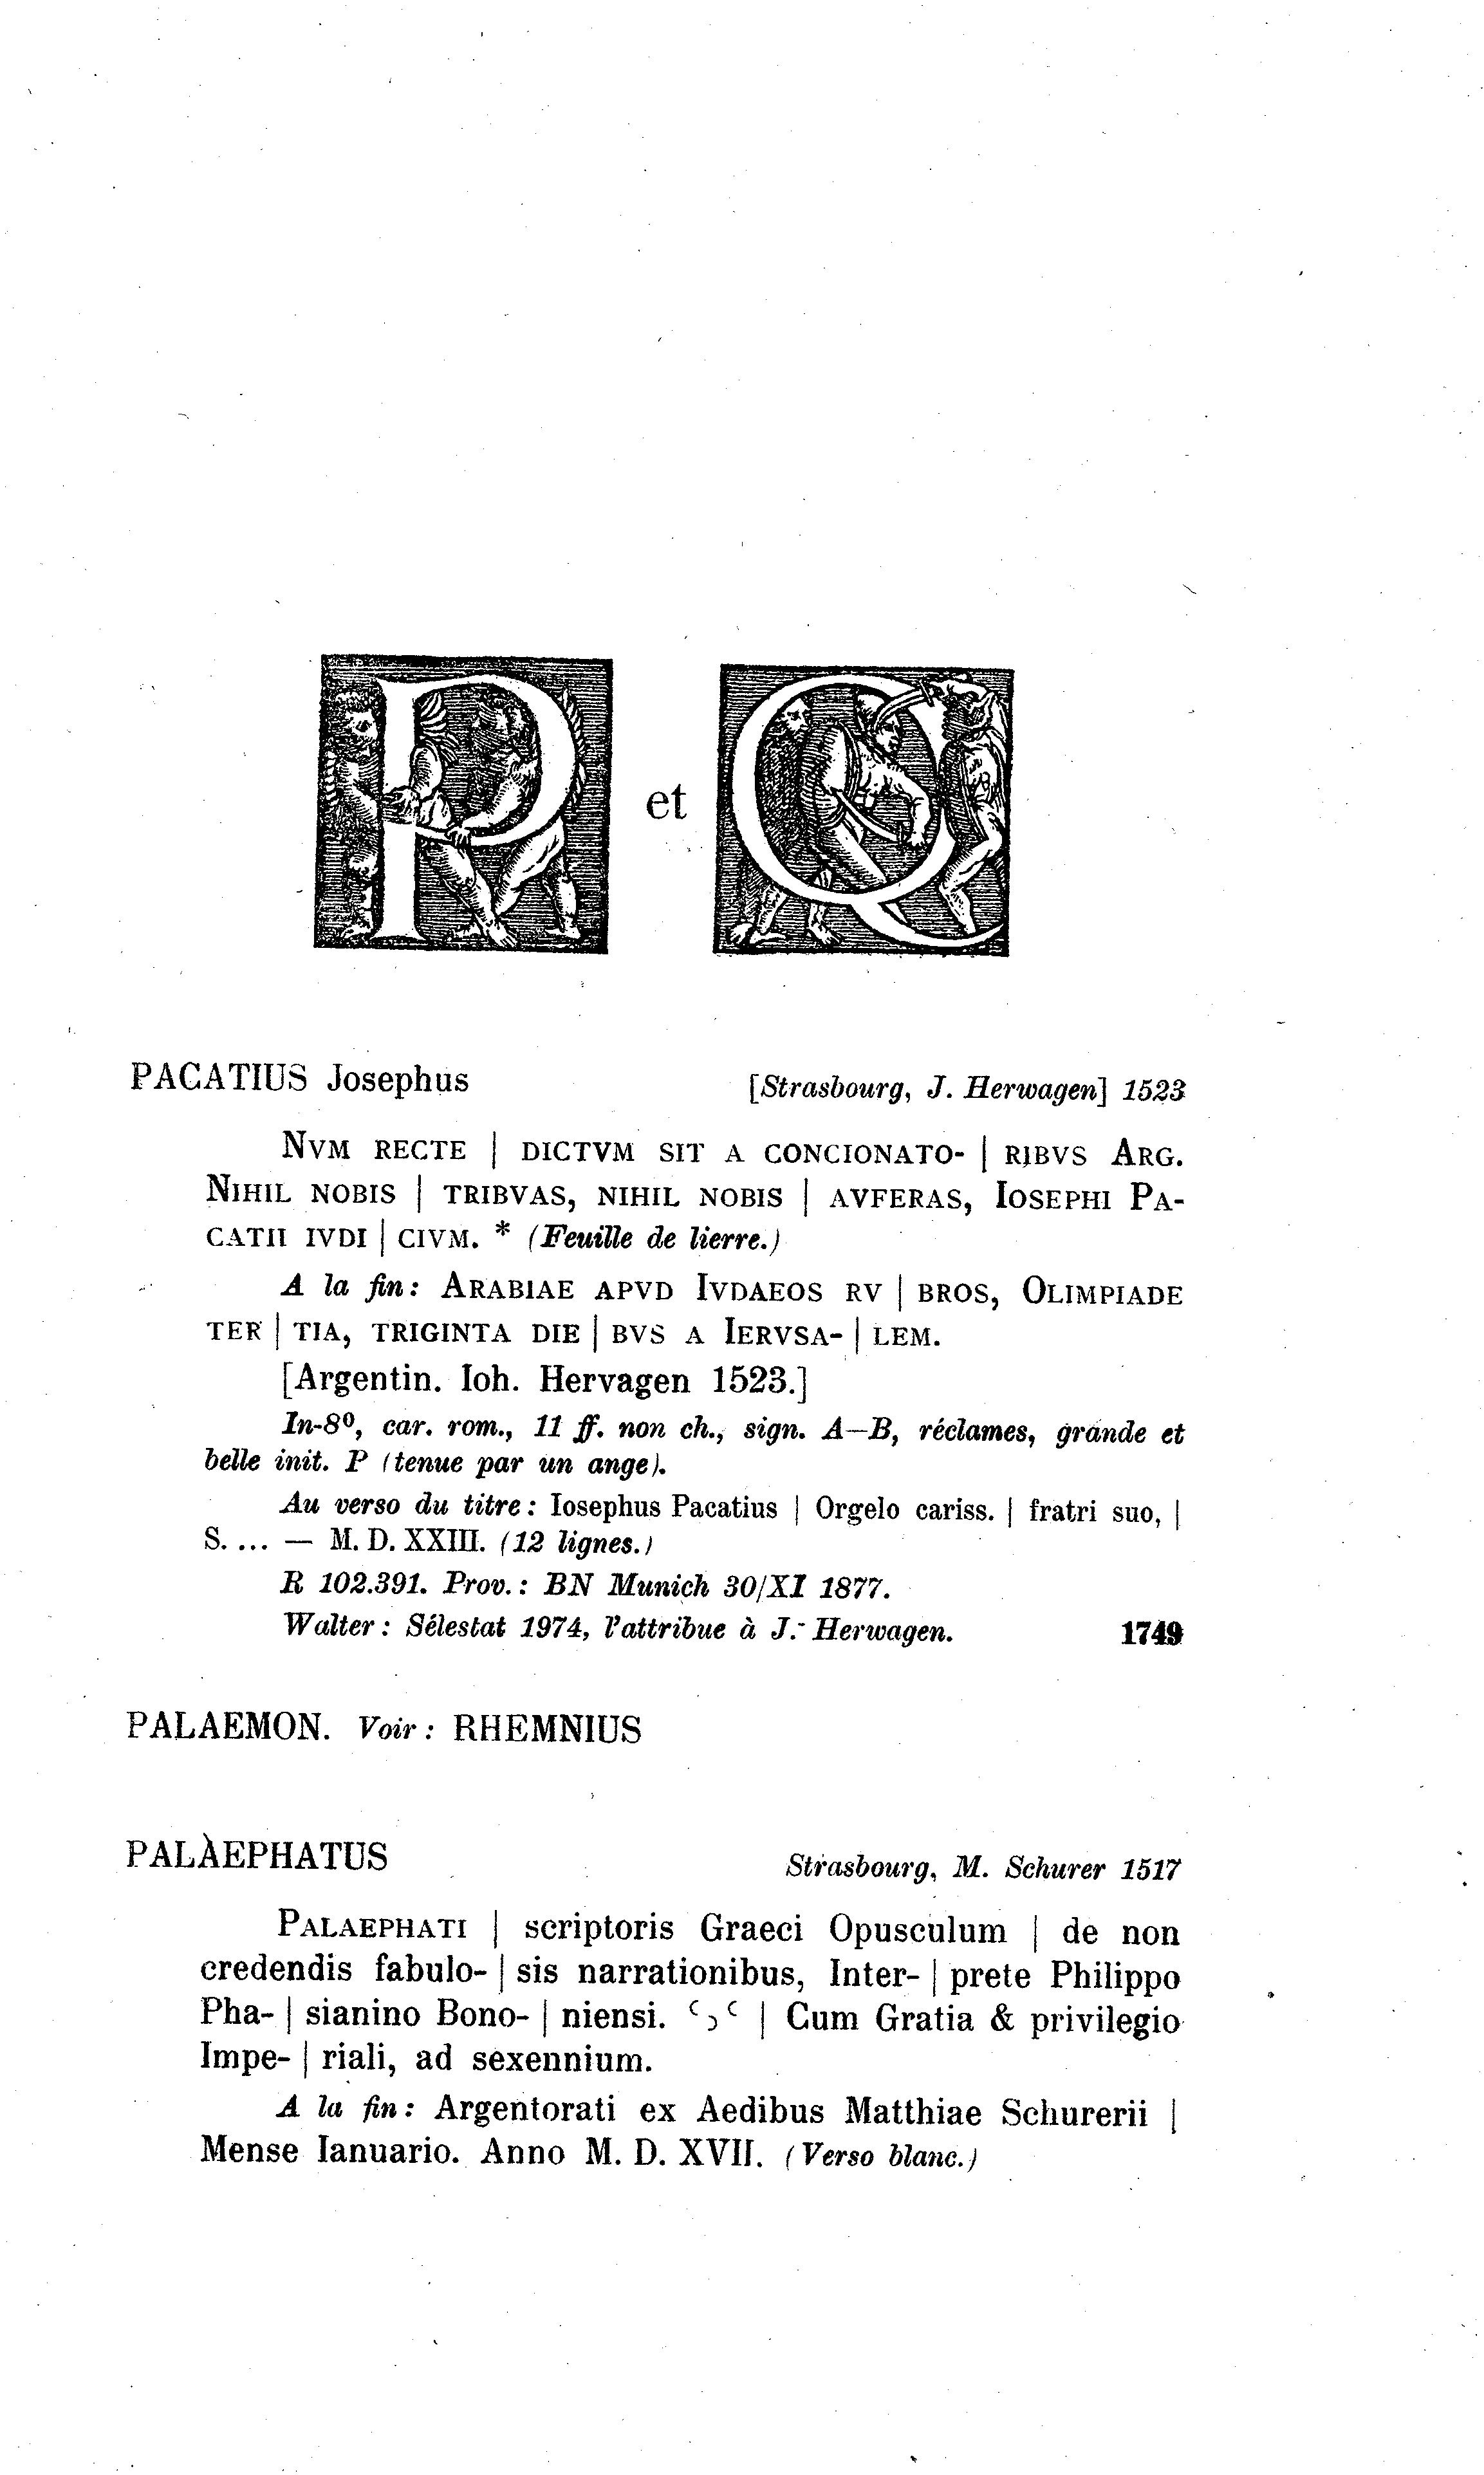 P et Q
PACATIUS Josephus [Strasbourg, J. Herwagen] 1523
NVM RECTE | DICTVM SIT A CONCIONATO- | RIBVS ARG.
NIHIL NOBIS | TRIBVAS, NIHIL NOBIS | AVFERAS, IOSEPHI PA-
CATII IVDI | CIVM. * (Feuille de lierre.)
A la fin: ARABIAE APVD IVDAEOS RV | BROS, OLIMPIADE
TER | TIA, TRIGINTA DIE | BVS A IERVSA- | LEM.
[Argentin. Ioh. Hervagen 1523.]
In-8º, car. rom., 11 ff. non ch., sign. A—B, réclames, grande et
belle init. P (tenue par un ange).
Au verso du titre: Iosephus Pacatius | Orgelo cariss. | fratri suo, |
S. ... — M. D. XXIII. (12 lignes.)
R 102.391. Prov.: BN Munich 30/XI 1877.
Walter: Sélestat 1974, l'attribue à J. Herwagen. 1749
PALAEMON. Voir: RHEMNIUS
PALAEPHATUS Strasbourg, M. Schurer 1517
PALAEPHATI | scriptoris Graeci Opusculum | de non
credendis fabulo- | sis narrationibus, Inter- | prete Philippo
Pha- | sianino Bono- | niensi. | Cum Gratia & privilegio
Impe- | riali, ad sexennium.
A la fin: Argentorati ex Aedibus Matthiae Schurerii |
Mense Ianuario. Anno M. D. XVII. (Verso blanc.)